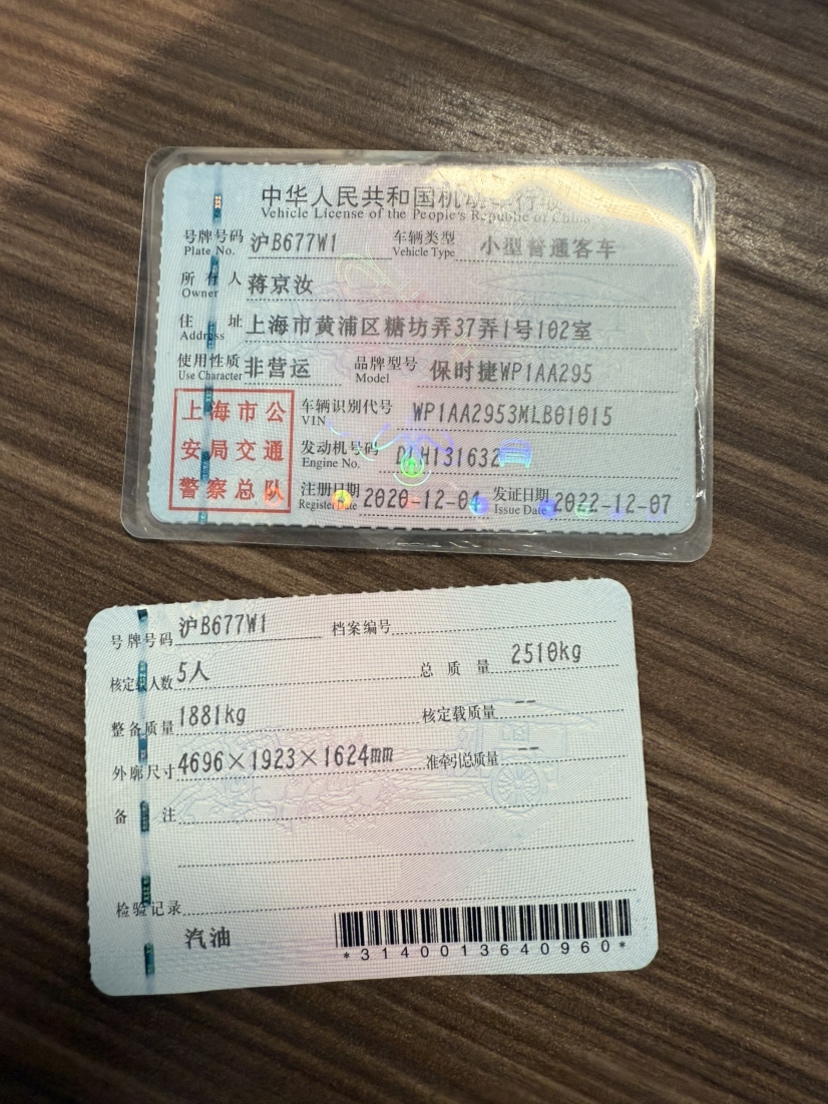 中华人民共和国机动车行驶
Vehicle License of the People's Republic of China
号牌号码 Plate No. 沪B677W1 车辆类型 Vehicle Type 小型普通客车
所有人 Owner 蒋京汝
住址 Address 上海市黄浦区糖坊弄37弄1号102室
使用性质 Use Character 非营运 品牌型号 Model 保时捷WP1AA295
上海市公
安局交通
警察总队
车辆识别代号 VIN WP1AA2953MLB01015
发动机号码 Engine No. DLH131632
注册日期 Register Date 2020-12-04 发证日期 Issue Date 2022-12-07
号牌号码 沪B677W1 档案编号
核定载人数 5人 总质量 2510kg
整备质量 1881kg 核定载质量 --
外廓尺寸 4696×1923×1624mm 准牵引总质量 --
备注
检验记录
汽油
*3140013640960*